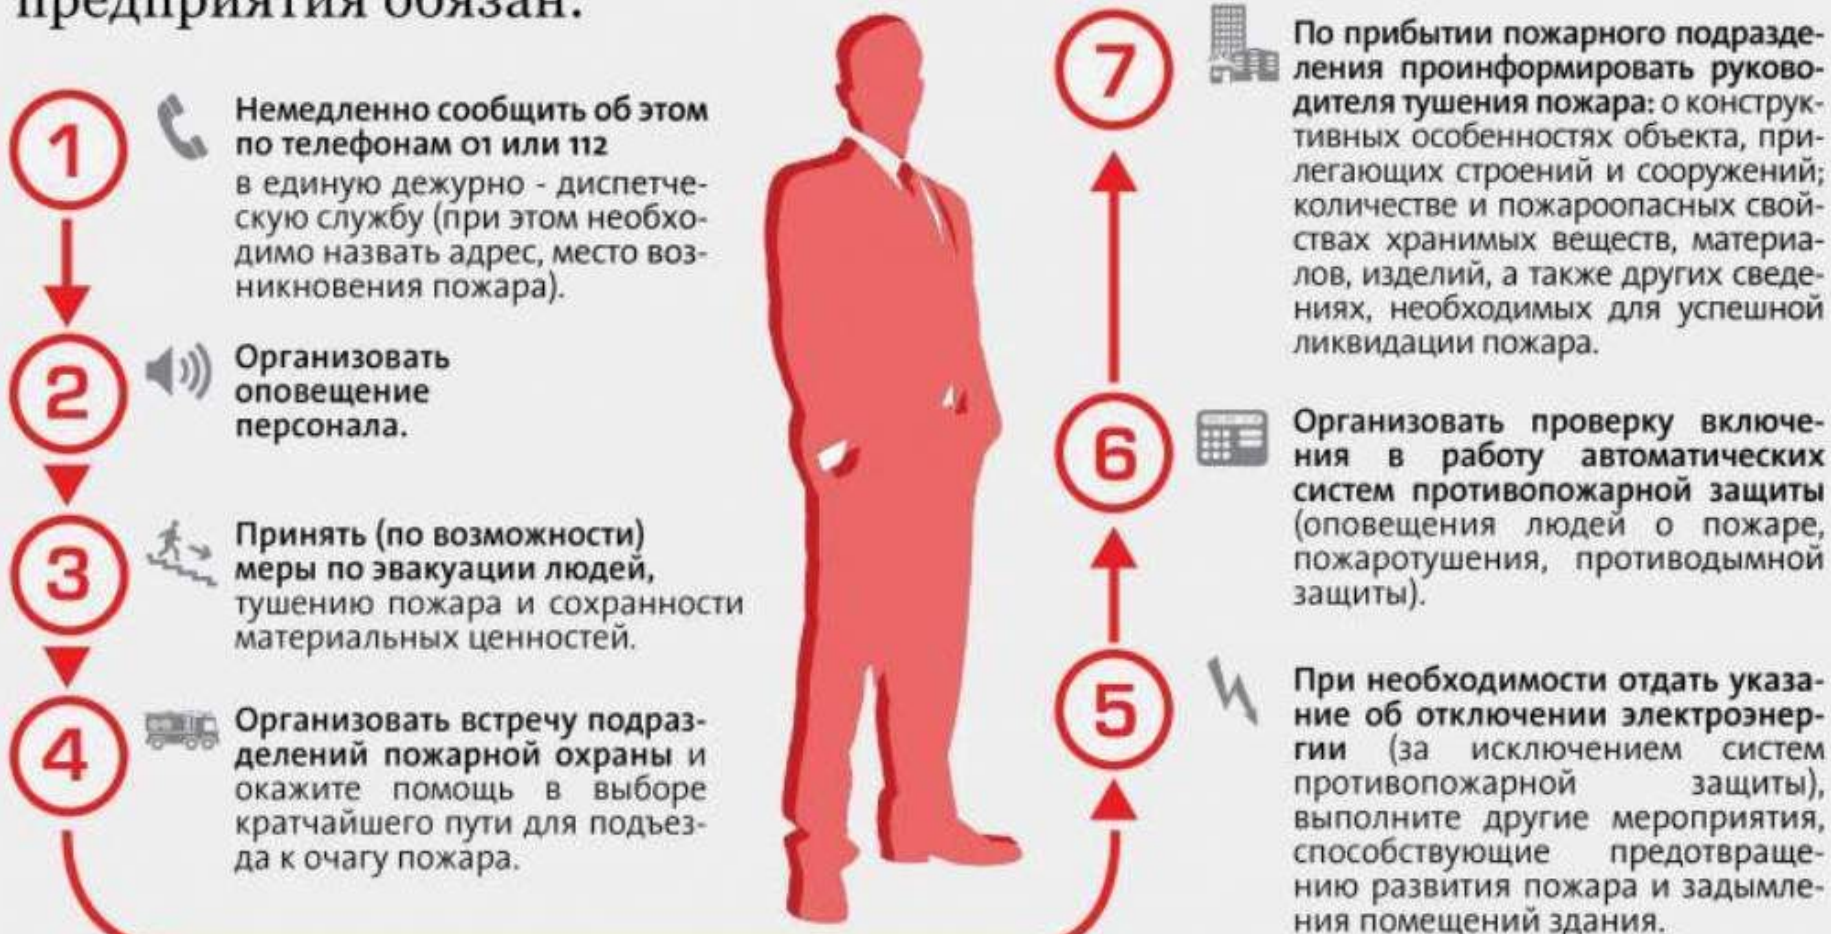 предприятия обязан:
1
Немедленно сообщить об этом
по телефонам 01 или 112
в единую дежурно - диспетче-
скую службу (при этом необхо-
димо назвать адрес, место воз-
никновения пожара).
2
Организовать
оповещение
персонала.
3
Принять (по возможности)
меры по эвакуации людей,
тушению пожара и сохранности
материальных ценностей.
4
Организовать встречу подраз-
делений пожарной охраны и
окажите помощь в выборе
кратчайшего пути для подъез-
да к очагу пожара.
5
При необходимости отдать указа-
ние об отключении электроэнер-
гии (за исключением систем
противопожарной защиты),
выполните другие мероприятия,
способствующие предотвраще-
нию развития пожара и задымле-
ния помещений здания.
6
Организовать проверку включе-
ния в работу автоматических
систем противопожарной защиты
(оповещения людей о пожаре,
пожаротушения, противодымной
защиты).
7
По прибытии пожарного подразде-
ления проинформировать руково-
дителя тушения пожара: о конструк-
тивных особенностях объекта, при-
легающих строений и сооружений;
количестве и пожароопасных свой-
ствах хранимых веществ, материа-
лов, изделий, а также других сведе-
ниях, необходимых для успешной
ликвидации пожара.